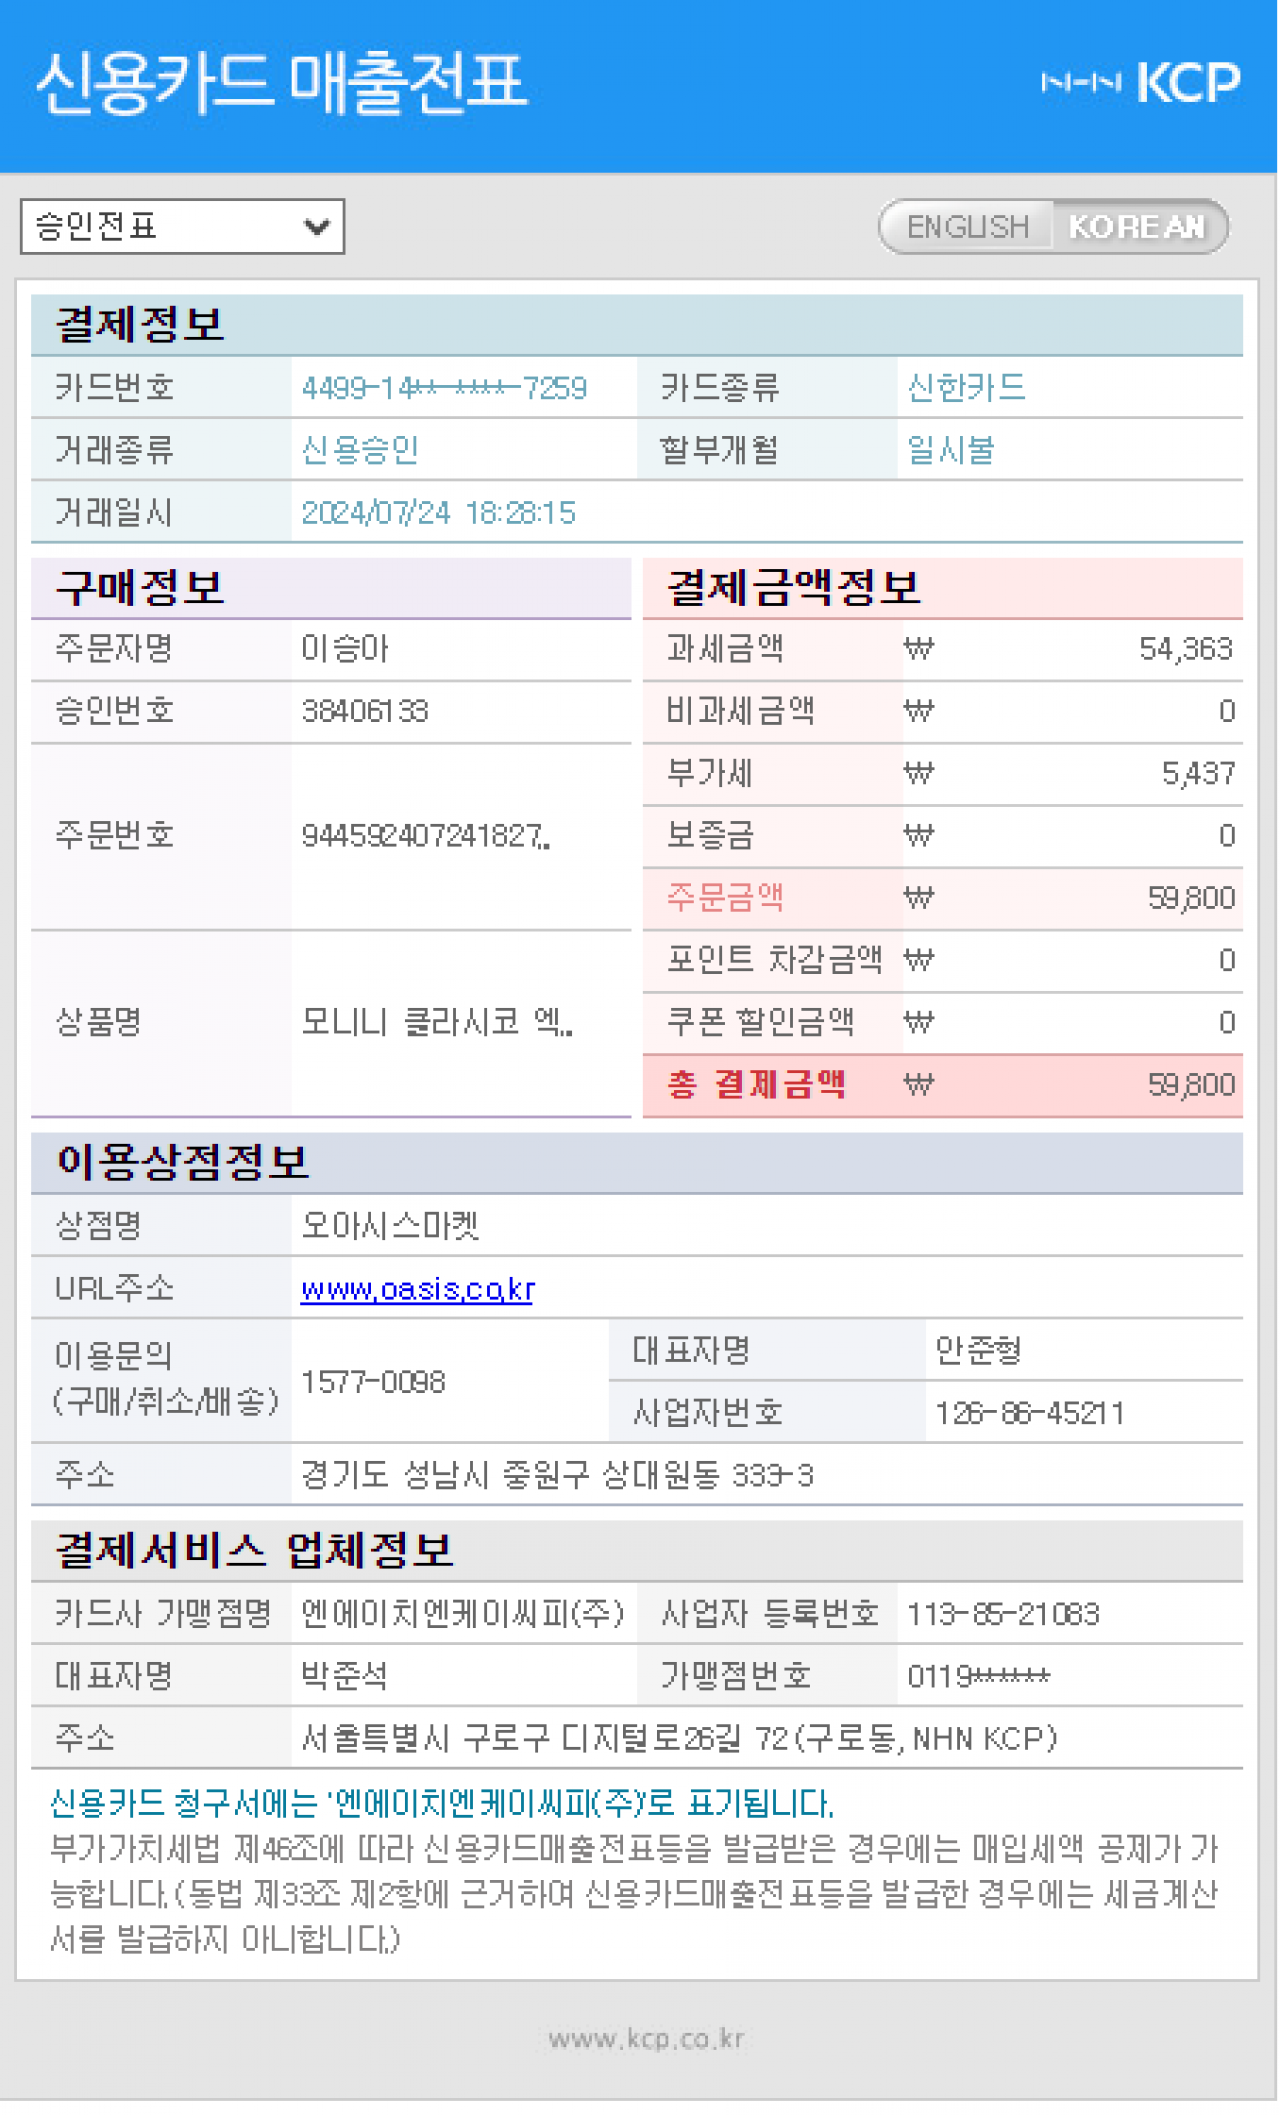 신용카드 매출전표
NHN KCP
승인전표
ENGLISH KOREAN
결제정보
카드번호 4499-14**-****-7259 카드종류 신한카드
거래종류 신용승인 할부개월 일시불
거래일시 2024/07/24 18:28:15
구매정보
주문자명 이승아
승인번호 38406133
주문번호 944592407241827..
상품명 모니니 클라시코 엑..
결제금액정보
과세금액 ₩ 54,363
비과세금액 ₩ 0
부가세 ₩ 5,437
보증금 ₩ 0
주문금액 ₩ 59,800
포인트 차감금액 ₩ 0
쿠폰 할인금액 ₩ 0
총 결제금액 ₩ 59,800
이용상점정보
상점명 오아시스마켓
URL주소 www.oasis.co.kr
이용문의
(구매/취소/배송) 1577-0098
대표자명 안준형
사업자번호 126-86-45211
주소 경기도 성남시 중원구 상대원동 333-3
결제서비스 업체정보
카드사 가맹점명 엔에이치엔케이씨피(주) 사업자 등록번호 113-85-21083
대표자명 박준석 가맹점번호 0119******
주소 서울특별시 구로구 디지털로26길 72 (구로동, NHN KCP)
신용카드 청구서에는 '엔에이치엔케이씨피(주)'로 표기됩니다.
부가가치세법 제46조에 따라 신용카드매출전표등을 발급받은 경우에는 매입세액 공제가 가
능합니다. (동법 제33조 제2항에 근거하여 신용카드매출전표등을 발급한 경우에는 세금계산
서를 발급하지 아니합니다.)
www.kcp.co.kr